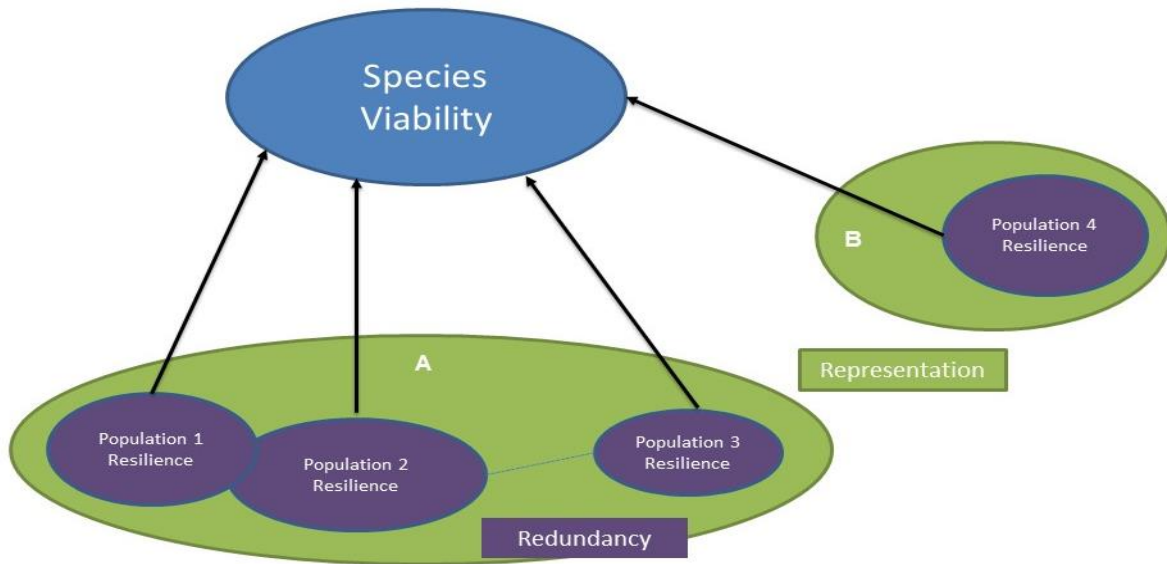 Species
Viability
B
Population 4
Resilience
A
Representation
Population 1
Resilience
Population 2
Resilience
Population 3
Resilience
Redundancy